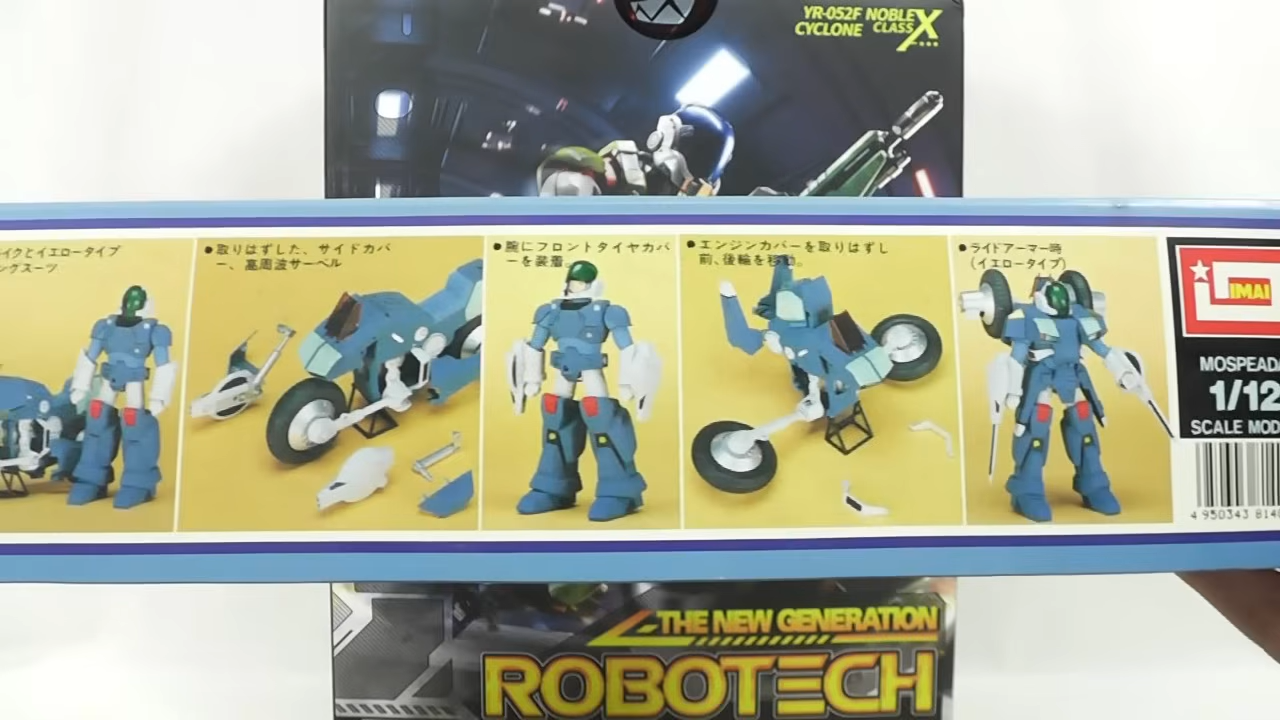 YR-052F NOBLE
CYCLONE CLASS X
イクとイエロータイプ
ングスーツ
●取りはずした、サイドカバ
ー、高周波サーベル
●腕にフロントタイヤカバ
ーを装着。
●エンジンカバーを取りはずし
前、後輪を移動。
●ライドアーマー時
(イエロータイプ)
IMAI
MOSPEADA
1/12
SCALE MOD
4 950343 814
THE NEW GENERATION
ROBOTECH